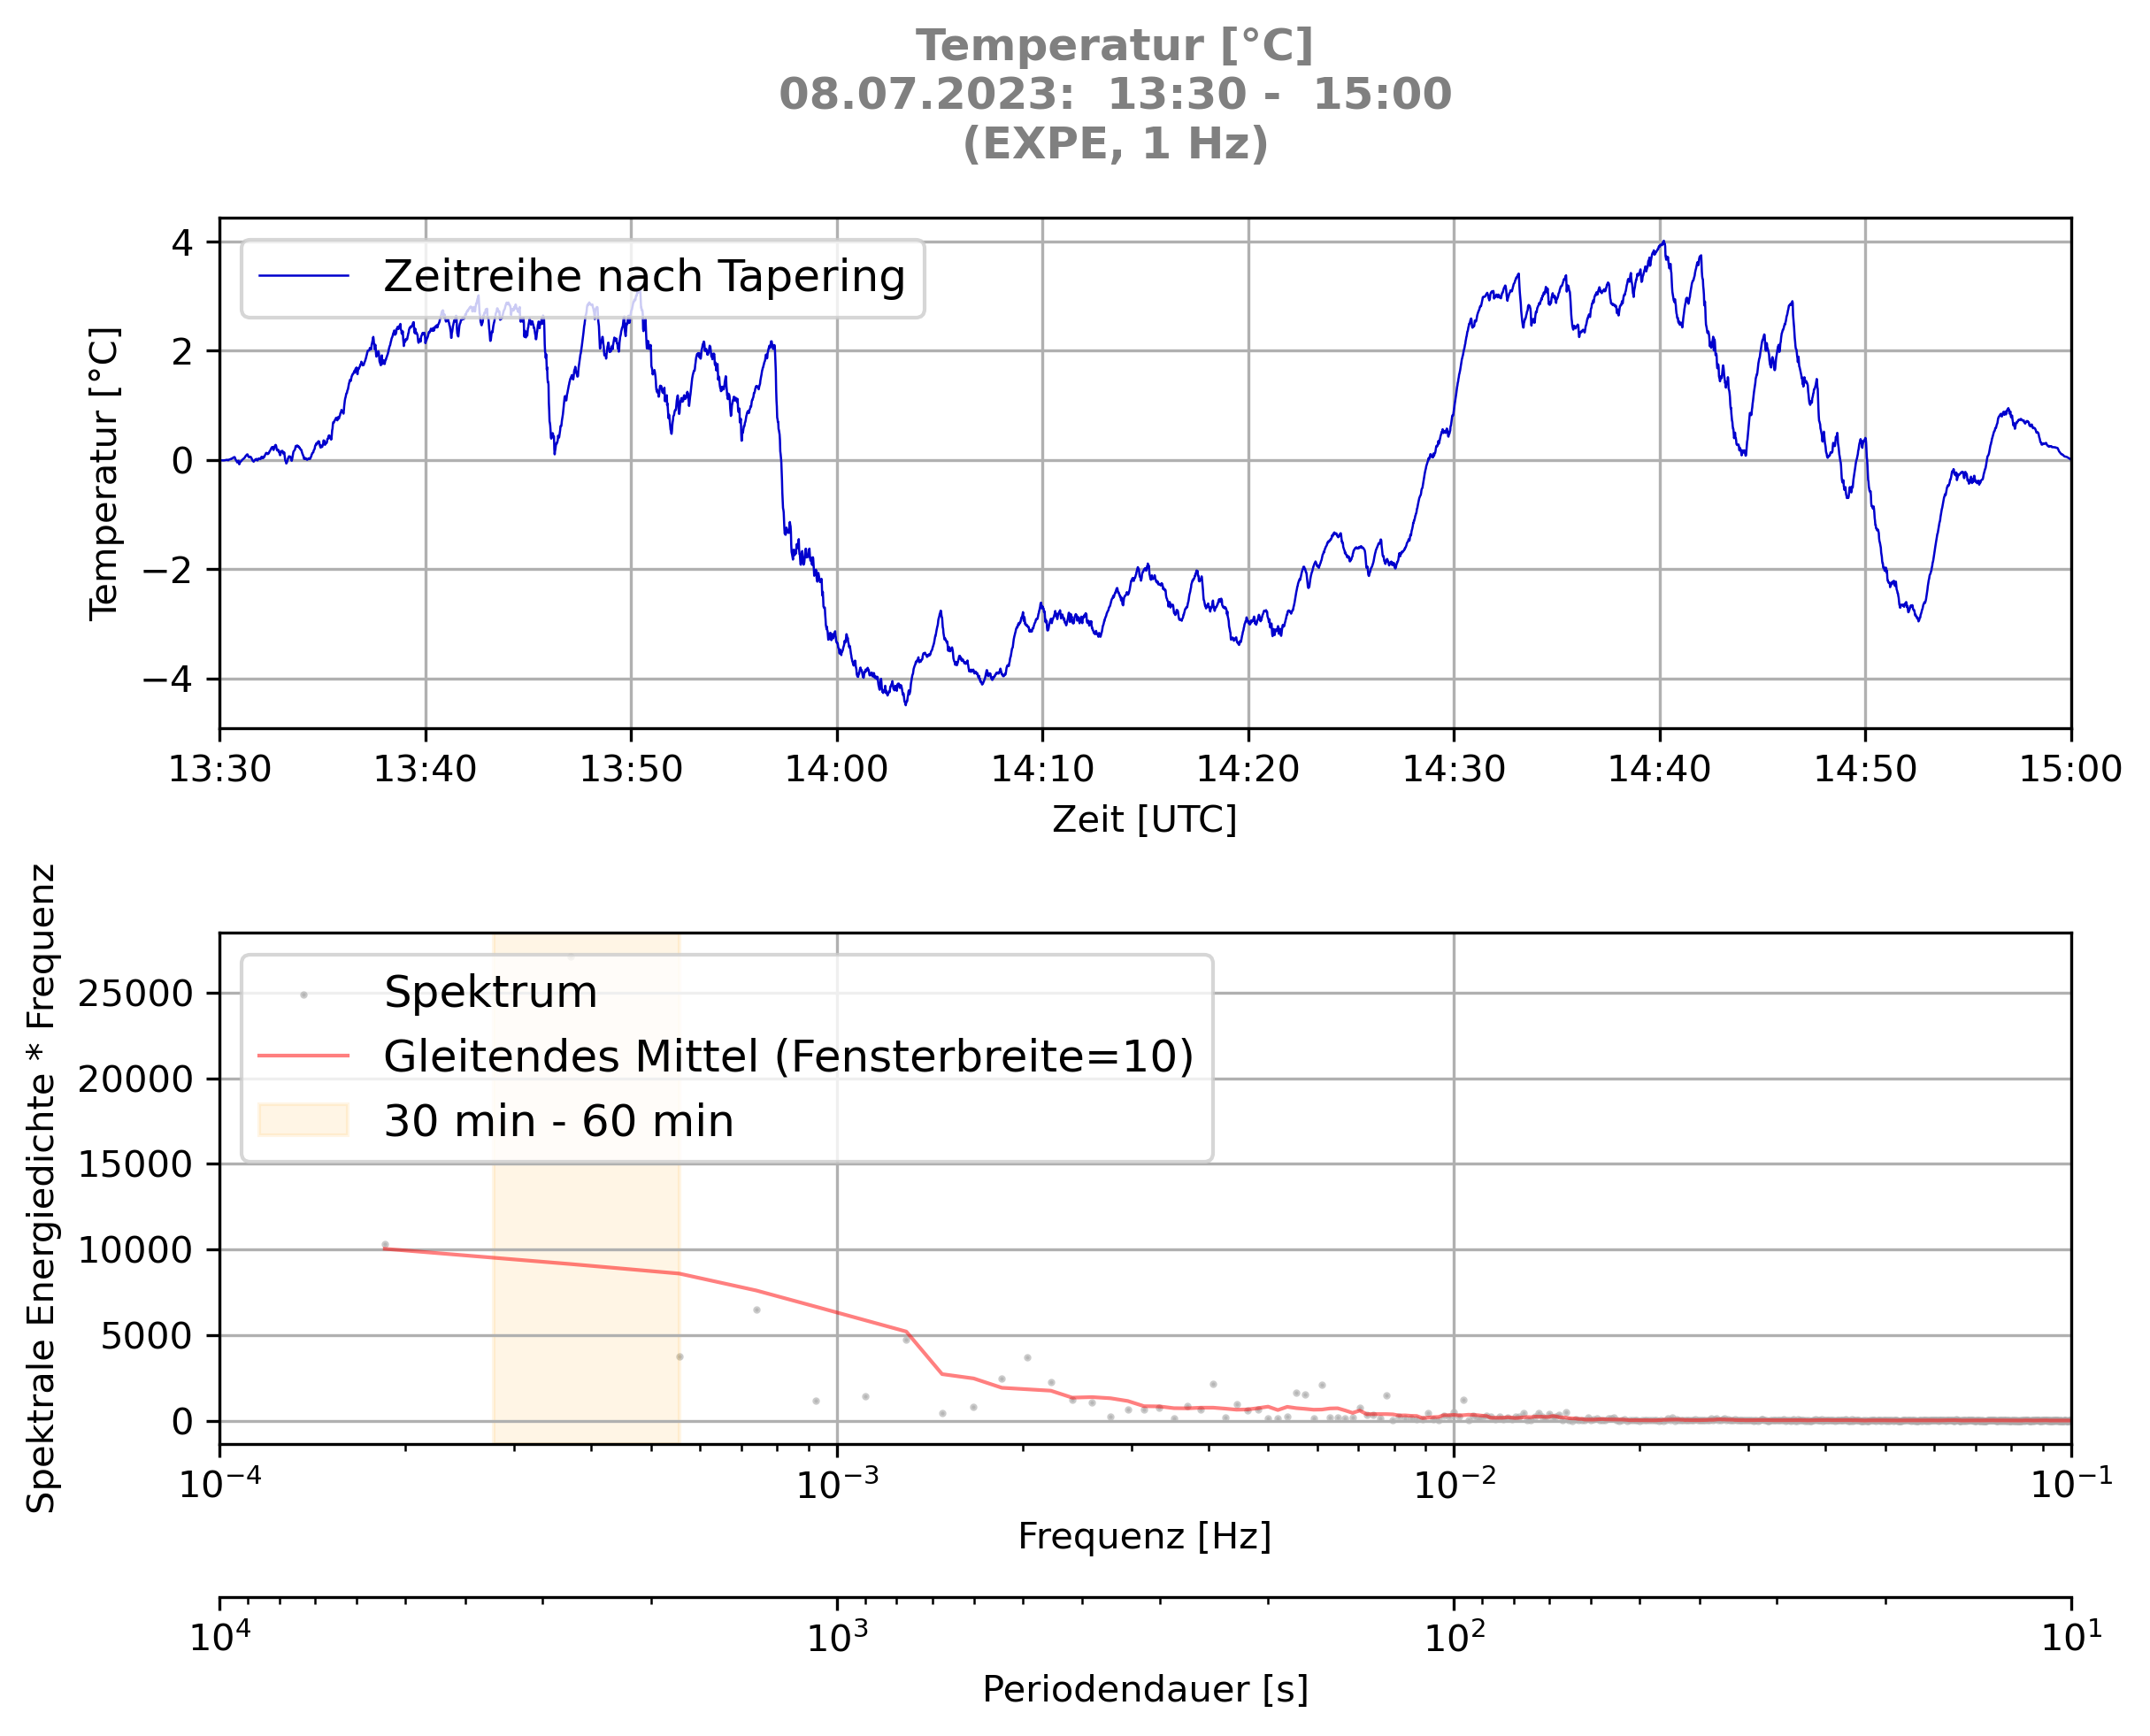 Temperatur [°C]
08.07.2023:  13:30 -  15:00
(EXPE, 1 Hz)
Temperatur [°C]
4
2
0
−2
−4
Zeitreihe nach Tapering
13:30 13:40 13:50 14:00 14:10 14:20 14:30 14:40 14:50 15:00
Zeit [UTC]
Spektrale Energiedichte * Frequenz
25000
20000
15000
10000
5000
0
Spektrum
Gleitendes Mittel (Fensterbreite=10)
30 min - 60 min
10⁻⁴ 10⁻³ 10⁻² 10⁻¹
Frequenz [Hz]
10⁴ 10³ 10² 10¹
Periodendauer [s]